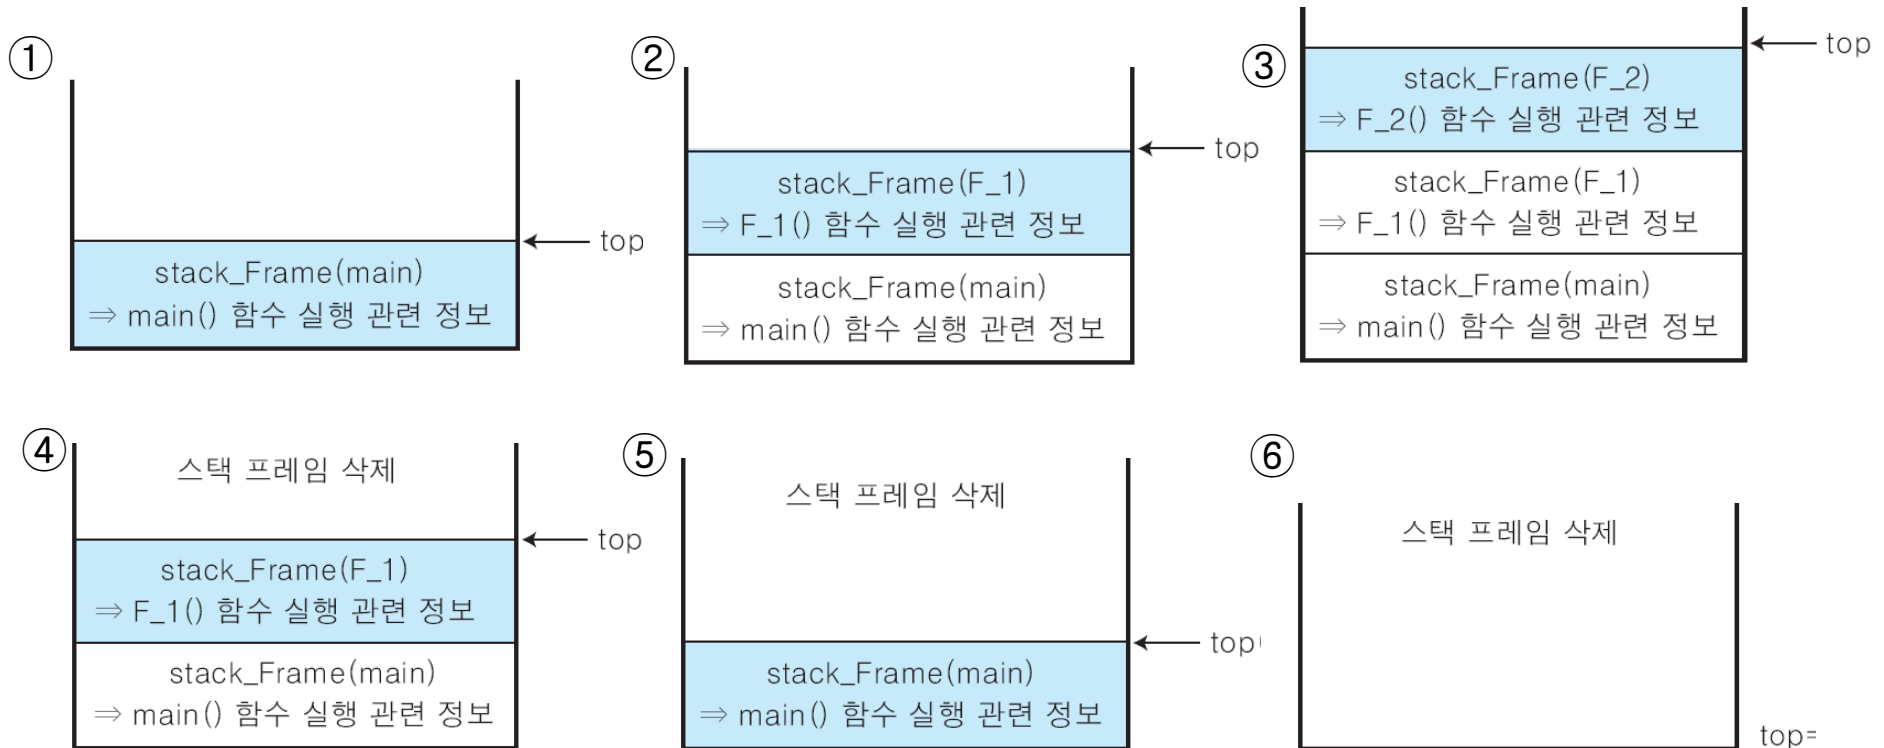 ①
top
stack_Frame(main)
⇒ main() 함수 실행 관련 정보
②
top
stack_Frame(F_1)
⇒ F_1() 함수 실행 관련 정보
stack_Frame(main)
⇒ main() 함수 실행 관련 정보
③
top
stack_Frame(F_2)
⇒ F_2() 함수 실행 관련 정보
stack_Frame(F_1)
⇒ F_1() 함수 실행 관련 정보
stack_Frame(main)
⇒ main() 함수 실행 관련 정보
④
스택 프레임 삭제
top
stack_Frame(F_1)
⇒ F_1() 함수 실행 관련 정보
stack_Frame(main)
⇒ main() 함수 실행 관련 정보
⑤
스택 프레임 삭제
top
stack_Frame(main)
⇒ main() 함수 실행 관련 정보
⑥
스택 프레임 삭제
top=